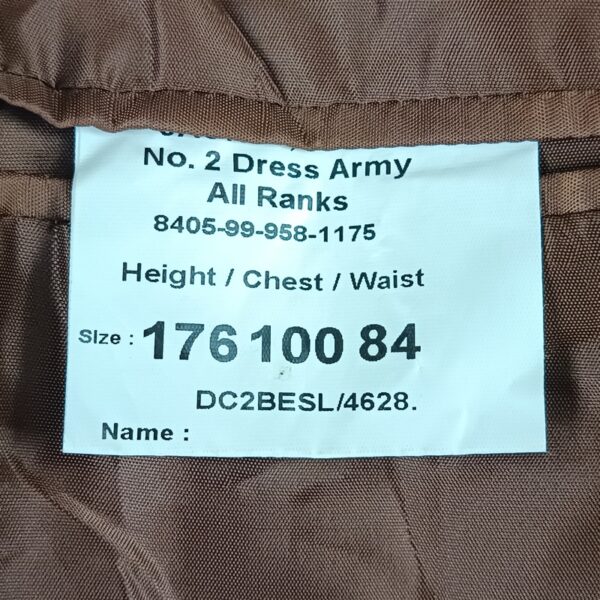 No. 2 Dress Army
All Ranks
8405-99-958-1175
Height / Chest / Waist
Size : 176 100 84
DC2BESL/4628.
Name :